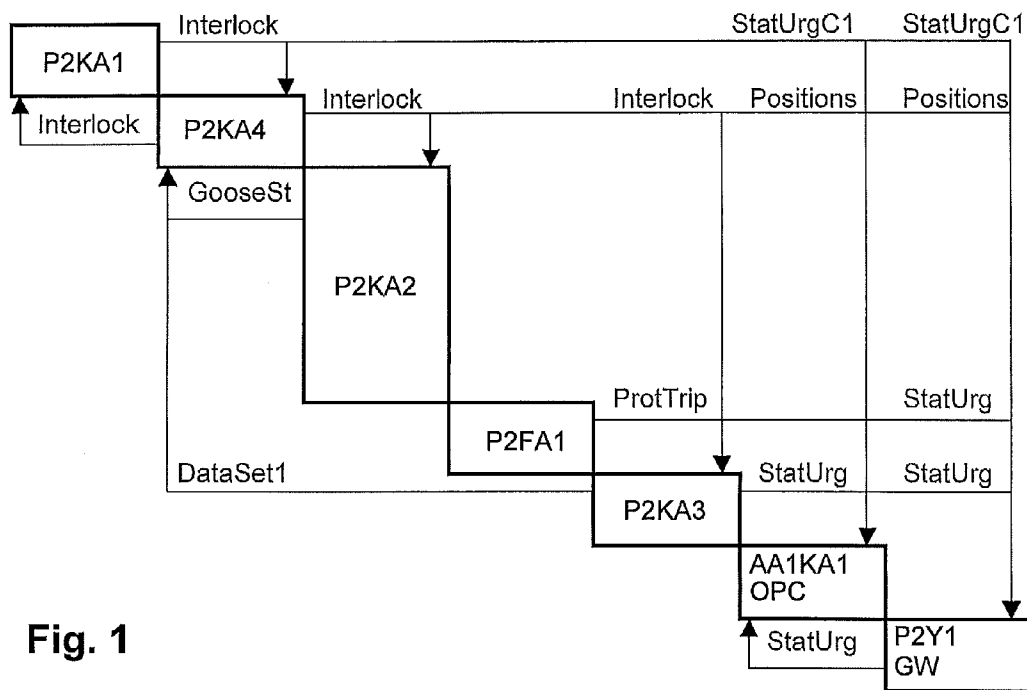 Interlock StatUrgC1 StatUrgC1
P2KA1
Interlock Interlock Positions Positions
Interlock P2KA4
GooseSt
P2KA2
ProtTrip StatUrg
P2FA1
DataSet1 StatUrg StatUrg
P2KA3
AA1KA1
OPC
Fig. 1
StatUrg P2Y1
GW